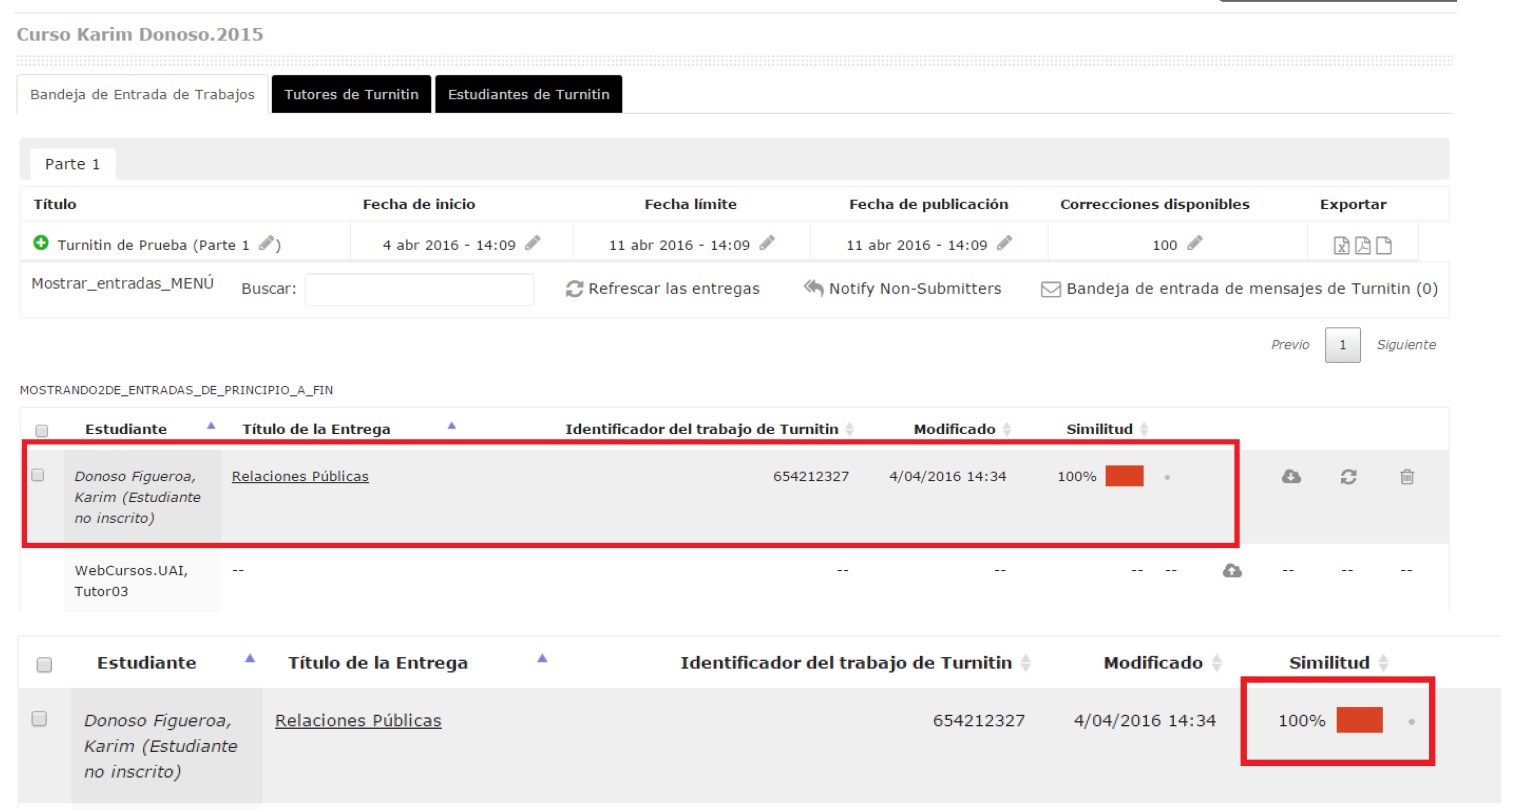 Curso Karim Donoso.2015
Bandeja de Entrada de Trabajos Tutores de Turnitin Estudiantes de Turnitin
Parte 1
Título Fecha de inicio Fecha límite Fecha de publicación Correcciones disponibles Exportar
Turnitin de Prueba (Parte 1 ) 4 abr 2016 - 14:09 11 abr 2016 - 14:09 11 abr 2016 - 14:09 100
Mostrar_entradas_MENÚ Buscar: Refrescar las entregas Notify Non-Submitters Bandeja de entrada de mensajes de Turnitin (0)
Previo 1 Siguiente
MOSTRANDO2DE_ENTRADAS_DE_PRINCIPIO_A_FIN
Estudiante Título de la Entrega Identificador del trabajo de Turnitin Modificado Similitud
Donoso Figueroa, Relaciones Públicas 654212327 4/04/2016 14:34 100%
Karim (Estudiante
no inscrito)
WebCursos.UAI, -- -- -- -- -- -- -- --
Tutor03
Estudiante Título de la Entrega Identificador del trabajo de Turnitin Modificado Similitud
Donoso Figueroa, Relaciones Públicas 654212327 4/04/2016 14:34 100%
Karim (Estudiante
no inscrito)